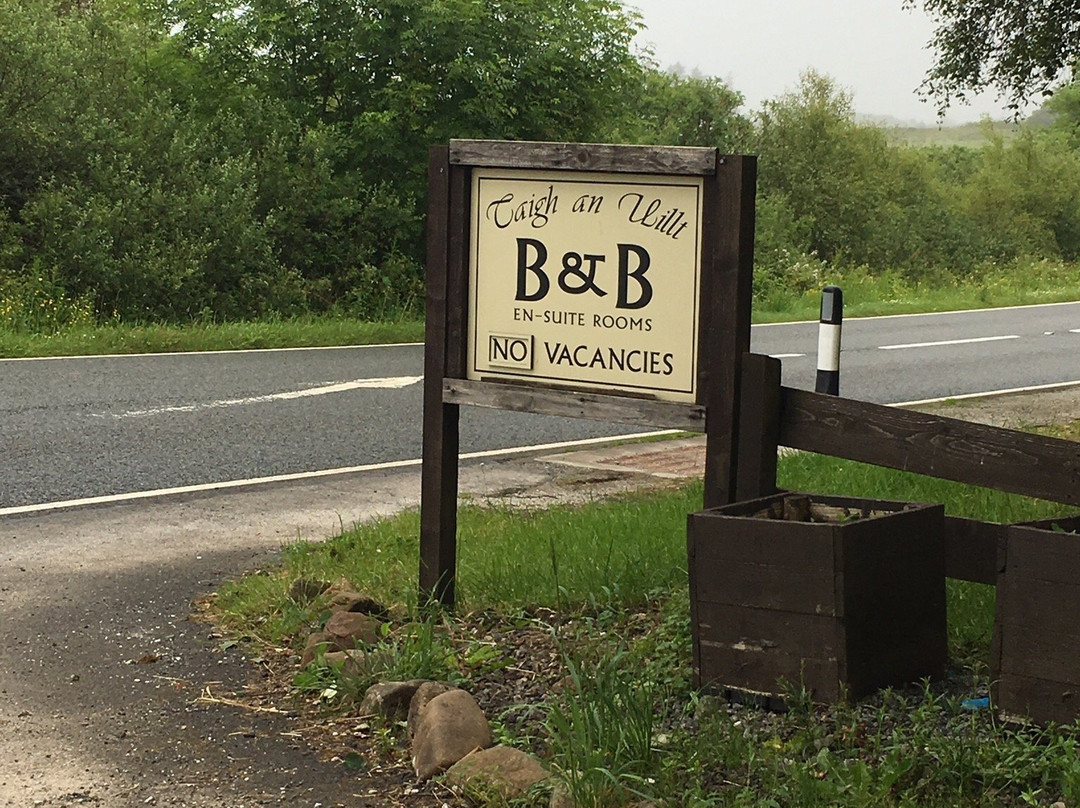 Taigh an Uillt
B&B
EN-SUITE ROOMS
NO VACANCIES